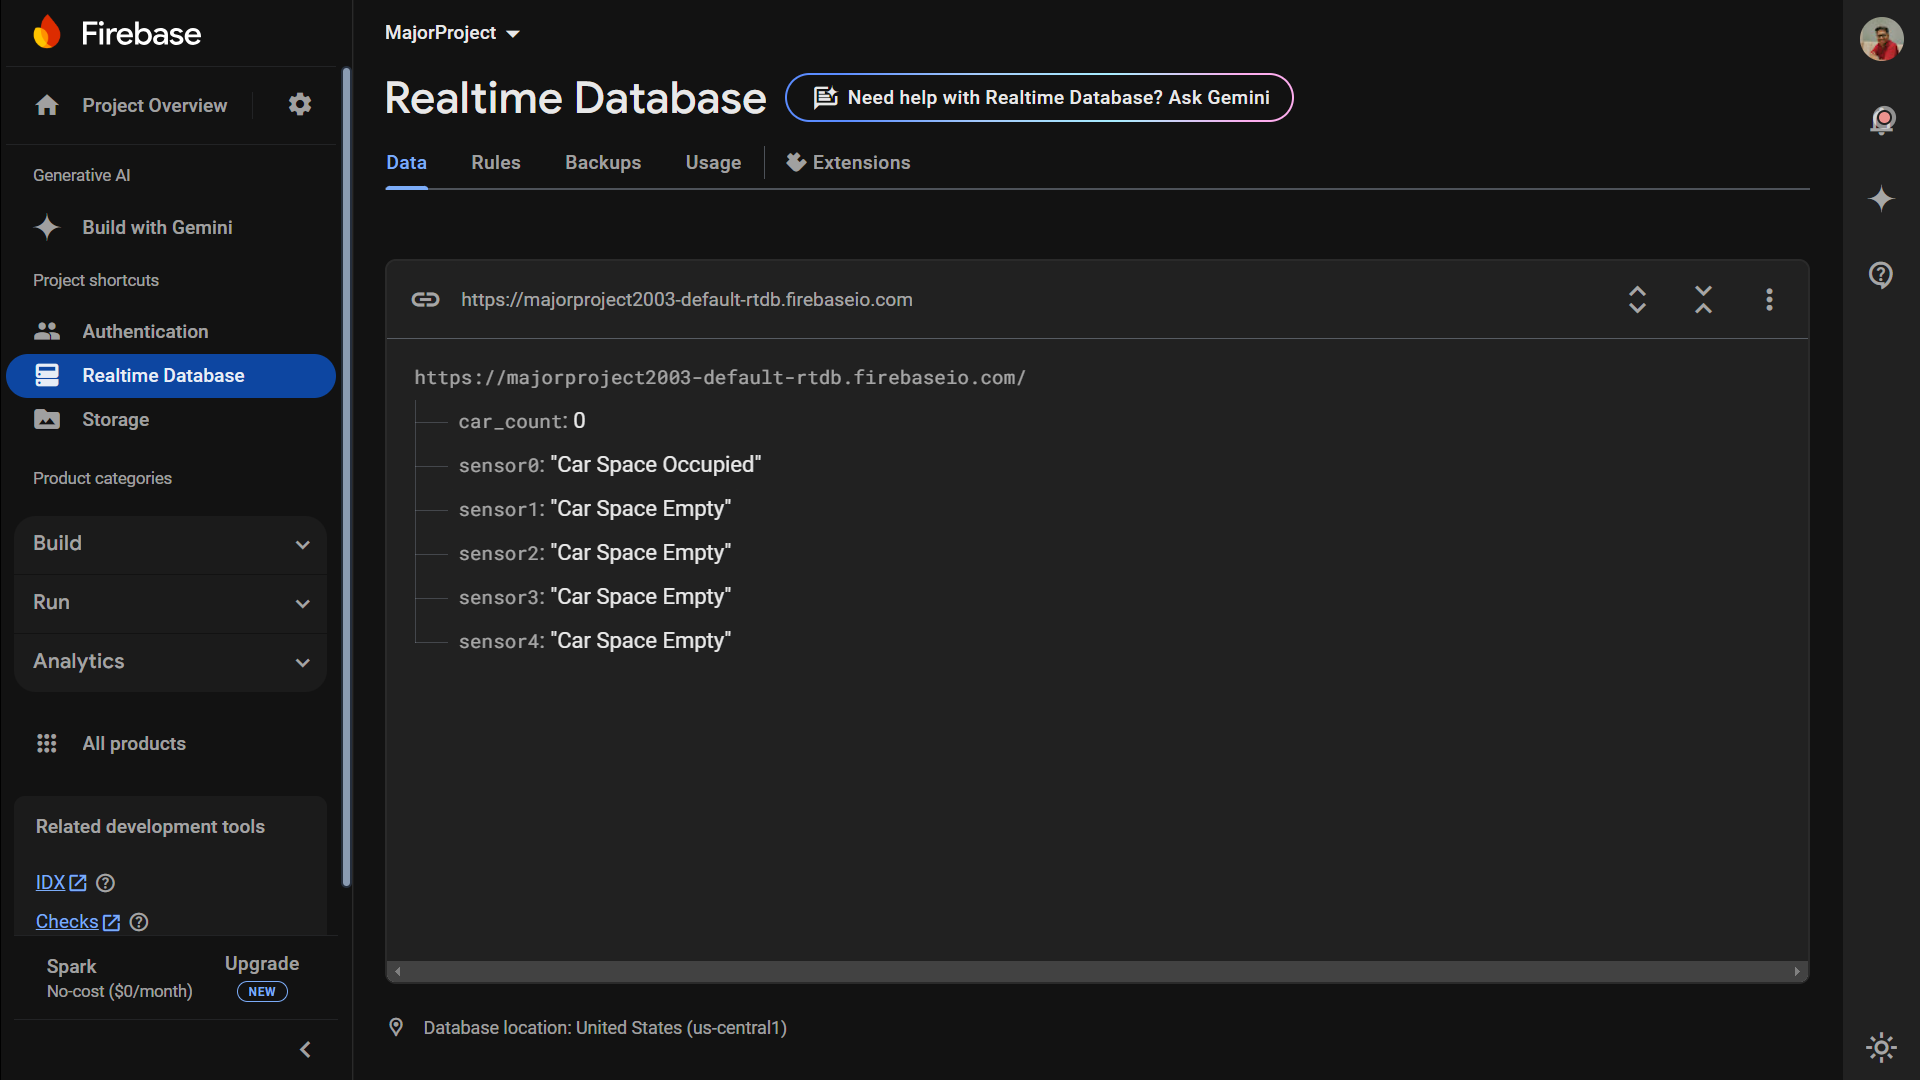 Firebase
Project Overview
Generative AI
Build with Gemini
Project shortcuts
Authentication
Realtime Database
Storage
Product categories
Build
Run
Analytics
All products
Related development tools
IDX
Checks
Spark
No-cost ($0/month)
Upgrade
NEW
MajorProject
Realtime Database
Need help with Realtime Database? Ask Gemini
Data Rules Backups Usage Extensions
https://majorproject2003-default-rtdb.firebaseio.com
https://majorproject2003-default-rtdb.firebaseio.com/
car_count: 0
sensor0: "Car Space Occupied"
sensor1: "Car Space Empty"
sensor2: "Car Space Empty"
sensor3: "Car Space Empty"
sensor4: "Car Space Empty"
Database location: United States (us-central1)